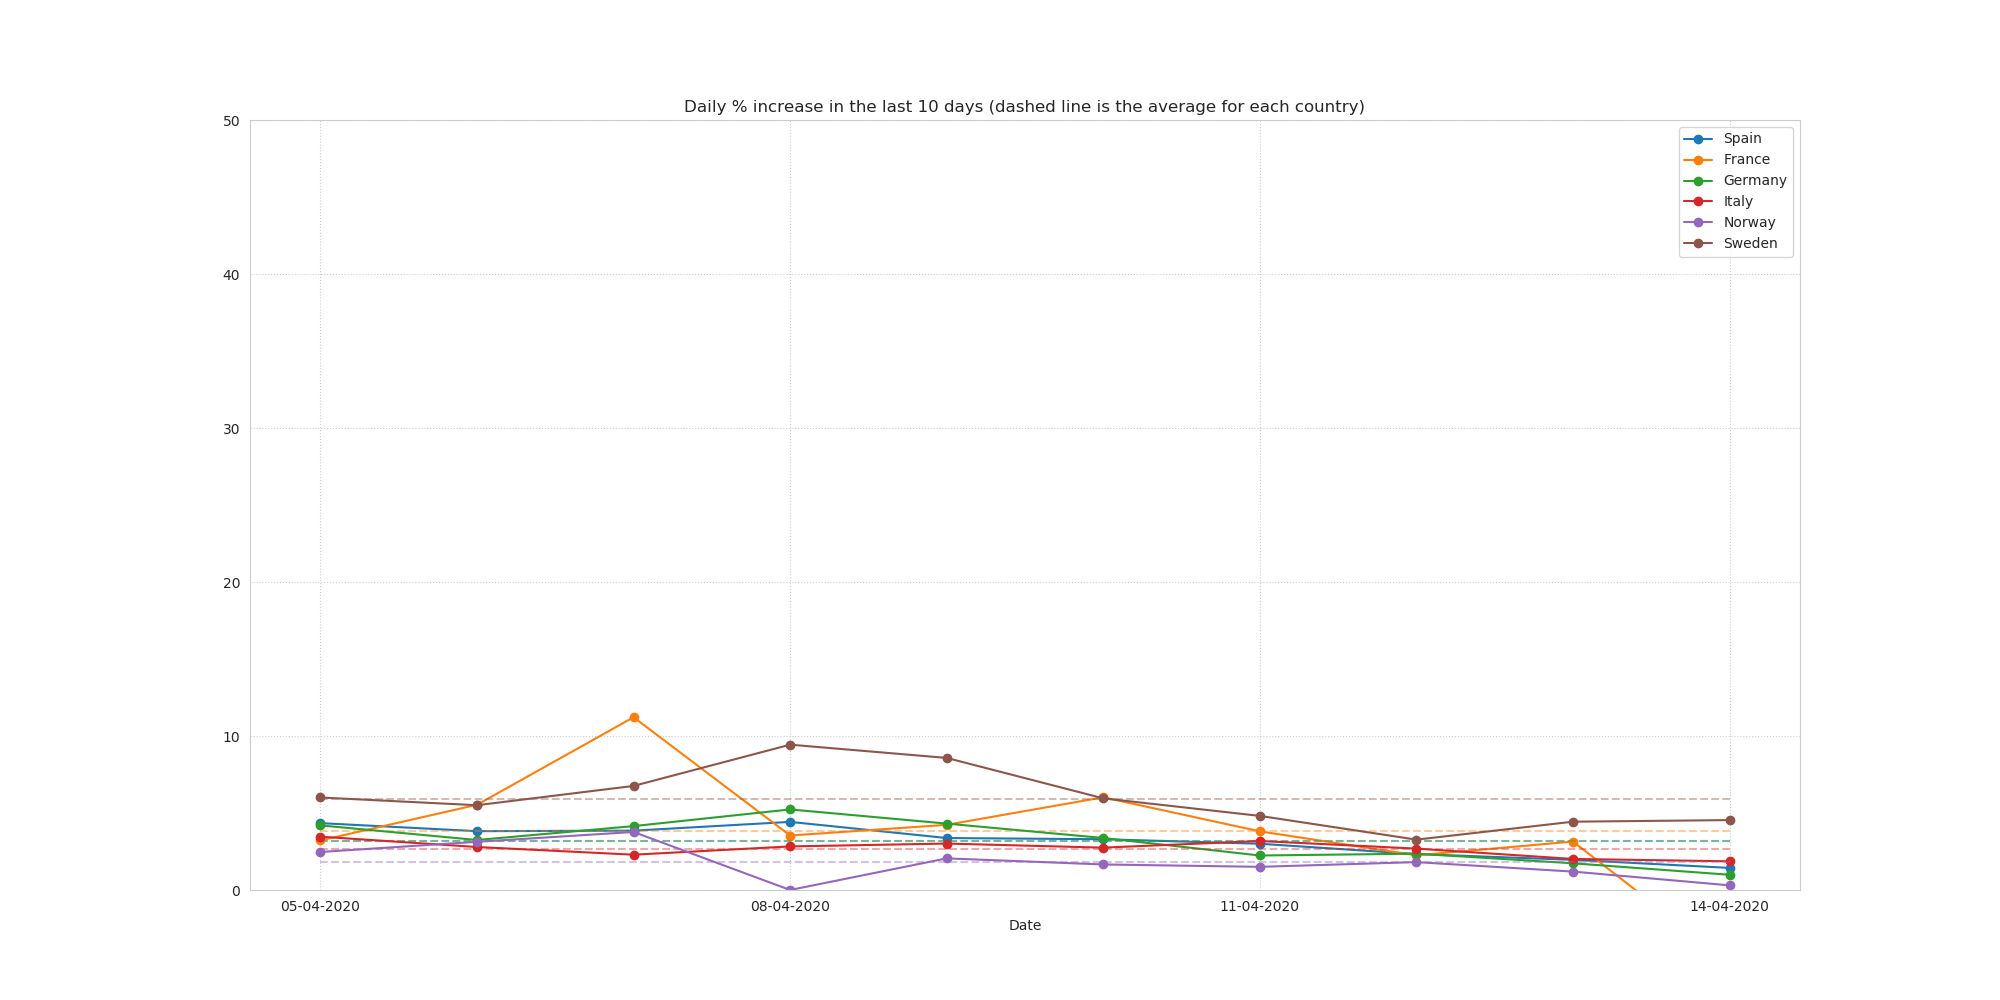 Daily % increase in the last 10 days (dashed line is the average for each country)
50
40
30
20
10
0
Spain
France
Germany
Italy
Norway
Sweden
05-04-2020
08-04-2020
11-04-2020
14-04-2020
Date